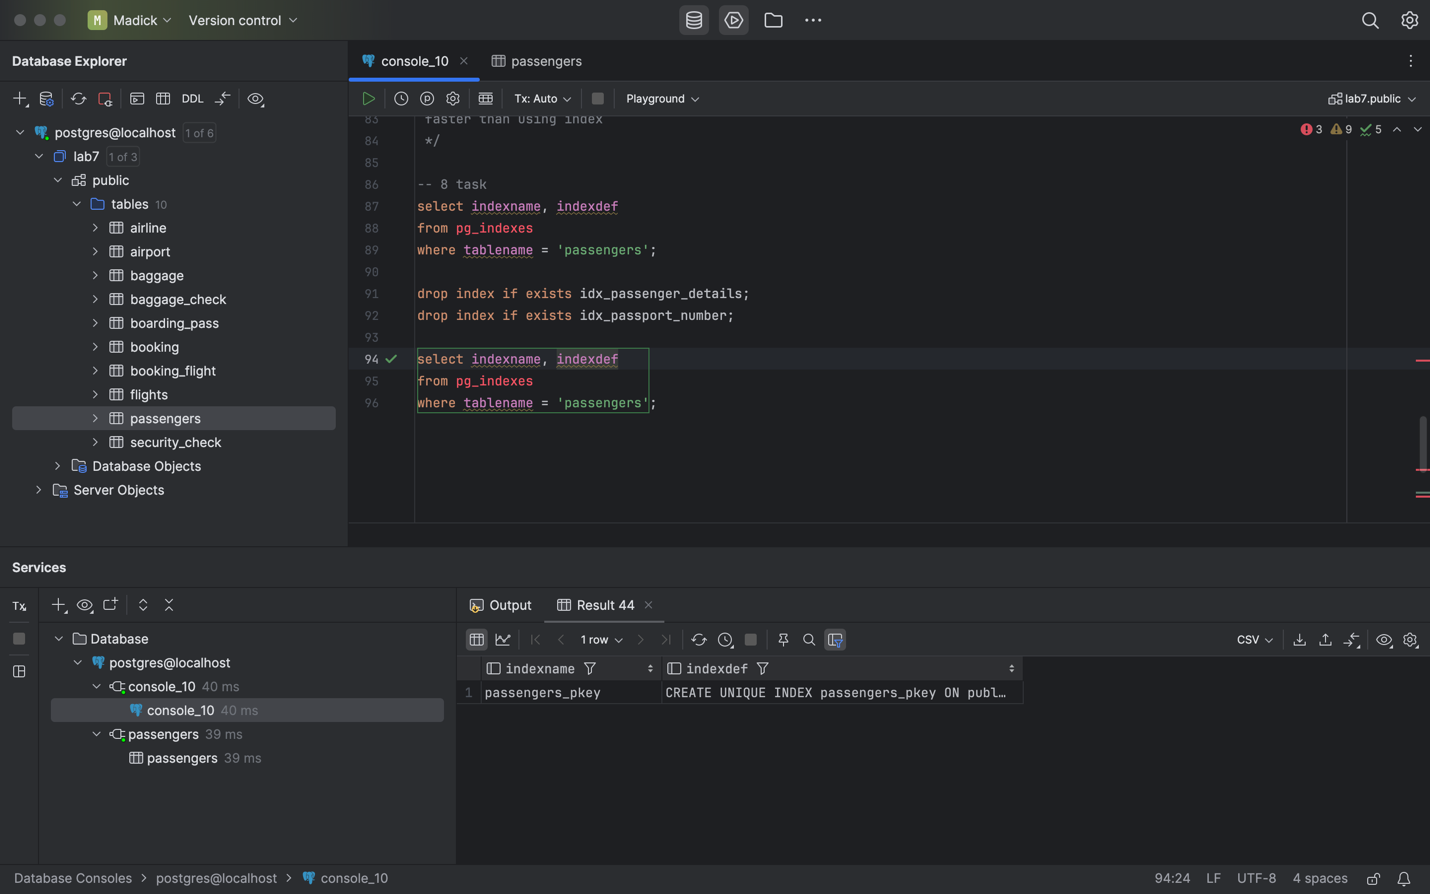 M Madick Version control
Database Explorer
console_10
passengers
DDL
Tx: Auto
Playground
lab7.public
postgres@localhost 1 of 6
lab7 1 of 3
public
tables 10
airline
airport
baggage
baggage_check
boarding_pass
booking
booking_flight
flights
passengers
security_check
Database Objects
Server Objects
3 9 5
83 faster than using index
84 */
85
86 -- 8 task
87 select indexname, indexdef
88 from pg_indexes
89 where tablename = 'passengers';
90
91 drop index if exists idx_passenger_details;
92 drop index if exists idx_passport_number;
93
94 select indexname, indexdef
95 from pg_indexes
96 where tablename = 'passengers';
Services
Tx
Database
postgres@localhost
console_10 40 ms
console_10 40 ms
passengers 39 ms
passengers 39 ms
Output
Result 44
1 row
CSV
indexname indexdef
1 passengers_pkey CREATE UNIQUE INDEX passengers_pkey ON publ…
Database Consoles > postgres@localhost > console_10
94:24 LF UTF-8 4 spaces